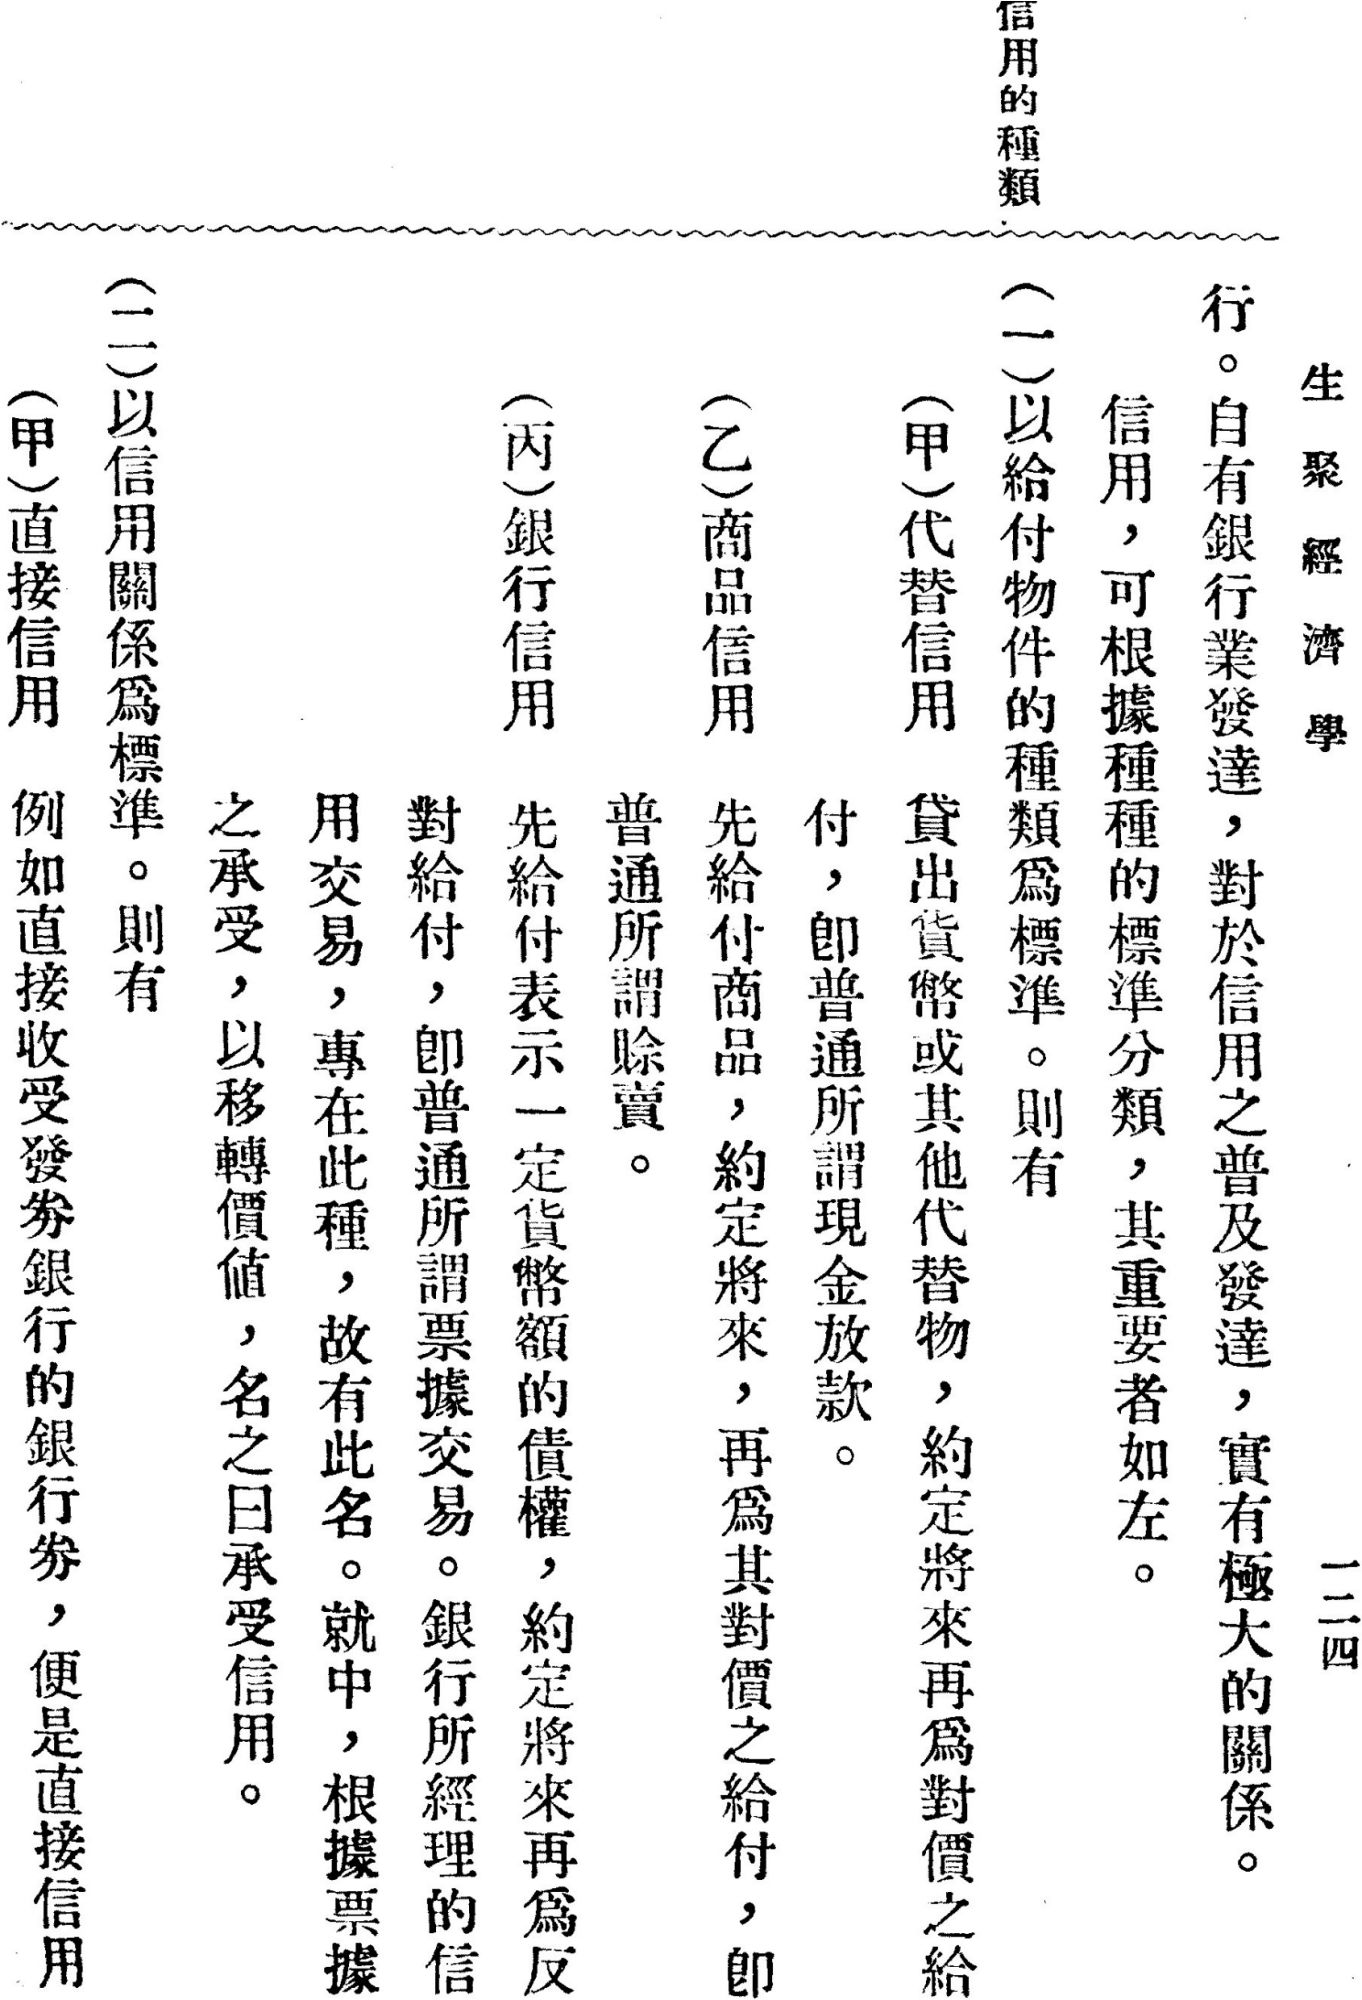 生聚經濟學
一二四
信用的種類
行。自有銀行業發達，對於信用之普及發達，實有極大的關係。
信用，可根據種種的標準分類，其重要者如左。
（一）以給付物件的種類爲標準。則有
（甲）代替信用　貸出貨幣或其他代替物，約定將來再爲對價之給
付，卽普通所謂現金放款。
（乙）商品信用　先給付商品，約定將來，再爲其對價之給付，卽
普通所謂賒賣。
（丙）銀行信用　先給付表示一定貨幣額的債權，約定將來再爲反
對給付，卽普通所謂票據交易。銀行所經理的信
用交易，專在此種，故有此名。就中，根據票據
之承受，以移轉價値，名之曰承受信用。
（二）以信用關係爲標準。則有
（甲）直接信用　例如直接收受發券銀行的銀行券，便是直接信用